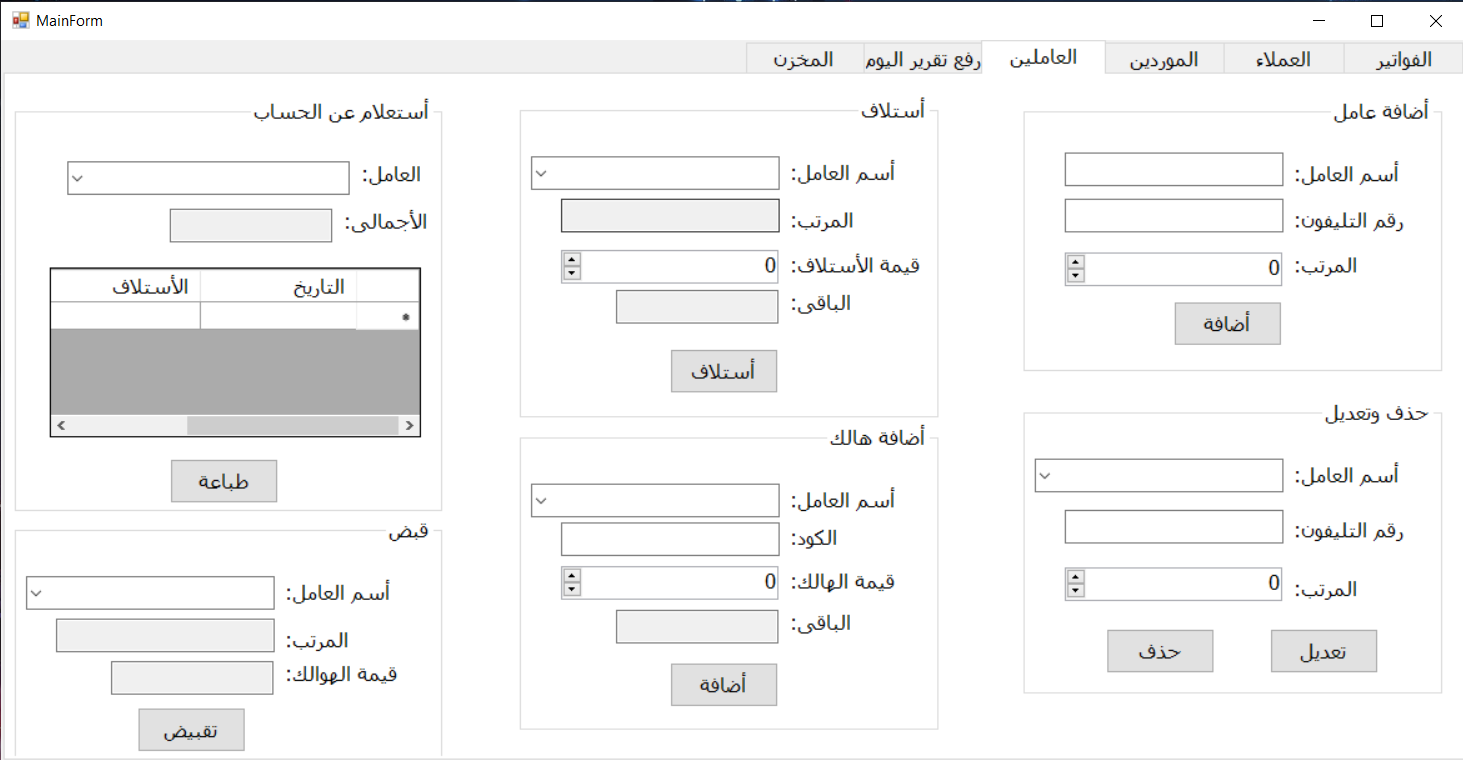 MainForm
الفواتير
العملاء
الموردين
العاملين
رفع تقرير اليوم
المخزن
أضافة عامل
أسم العامل:
رقم التليفون:
المرتب:
0
أضافة
حذف وتعديل
أسم العامل:
رقم التليفون:
المرتب:
0
تعديل
حذف
أستلاف
أسم العامل:
المرتب:
قيمة الأستلاف:
0
الباقى:
أستلاف
أضافة هالك
أسم العامل:
الكود:
قيمة الهالك:
0
الباقى:
أضافة
أستعلام عن الحساب
العامل:
الأجمالى:
التاريخ
الأستلاف
طباعة
قبض
أسم العامل:
المرتب:
قيمة الهوالك:
تقبيض